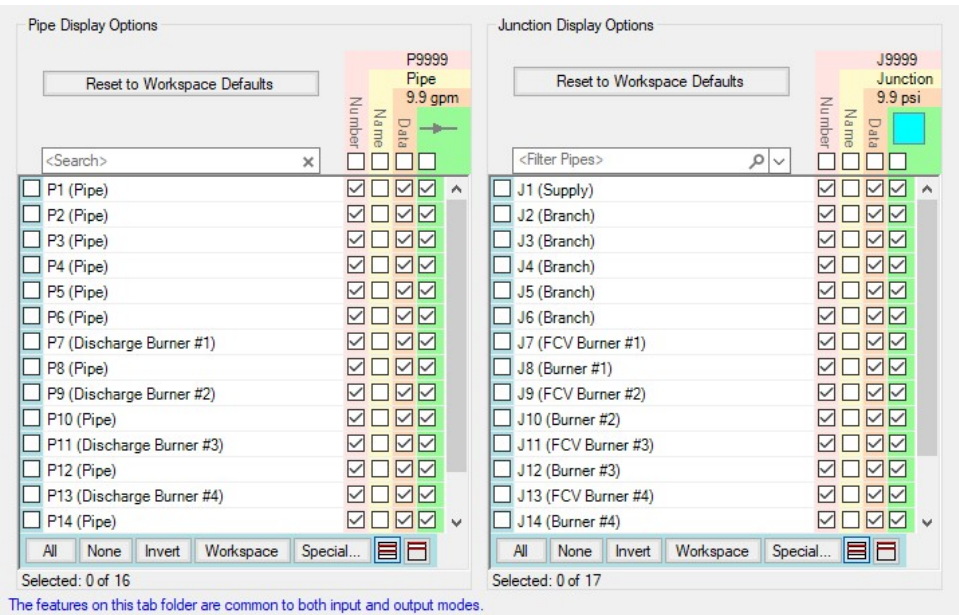 Pipe Display Options
Reset to Workspace Defaults
P9999
Pipe
9.9 gpm
Number
Name
Data
<Search>
P1 (Pipe)
P2 (Pipe)
P3 (Pipe)
P4 (Pipe)
P5 (Pipe)
P6 (Pipe)
P7 (Discharge Burner #1)
P8 (Pipe)
P9 (Discharge Burner #2)
P10 (Pipe)
P11 (Discharge Burner #3)
P12 (Pipe)
P13 (Discharge Burner #4)
P14 (Pipe)
All None Invert Workspace Special...
Selected: 0 of 16
Junction Display Options
Reset to Workspace Defaults
J9999
Junction
9.9 psi
Number
Name
Data
<Filter Pipes>
J1 (Supply)
J2 (Branch)
J3 (Branch)
J4 (Branch)
J5 (Branch)
J6 (Branch)
J7 (FCV Burner #1)
J8 (Burner #1)
J9 (FCV Burner #2)
J10 (Burner #2)
J11 (FCV Burner #3)
J12 (Burner #3)
J13 (FCV Burner #4)
J14 (Burner #4)
All None Invert Workspace Special...
Selected: 0 of 17
The features on this tab folder are common to both input and output modes.